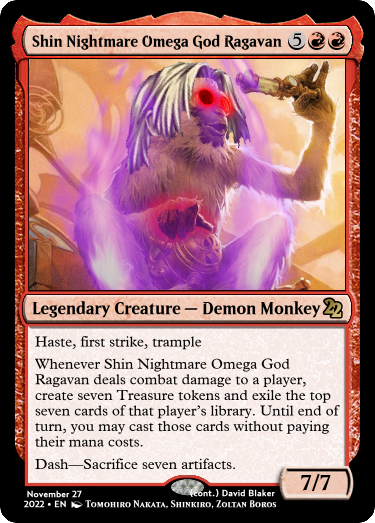 Shin Nightmare Omega God Ragavan 5
Legendary Creature — Demon Monkey 22
Haste, first strike, trample
Whenever Shin Nightmare Omega God
Ragavan deals combat damage to a player,
create seven Treasure tokens and exile the top
seven cards of that player's library. Until end of
turn, you may cast those cards without paying
their mana costs.
Dash—Sacrifice seven artifacts.
7/7
November 27 (cont.) David Blaker
2022 • EN Tomohiro Nakata, Shinkiro, Zoltan Boros